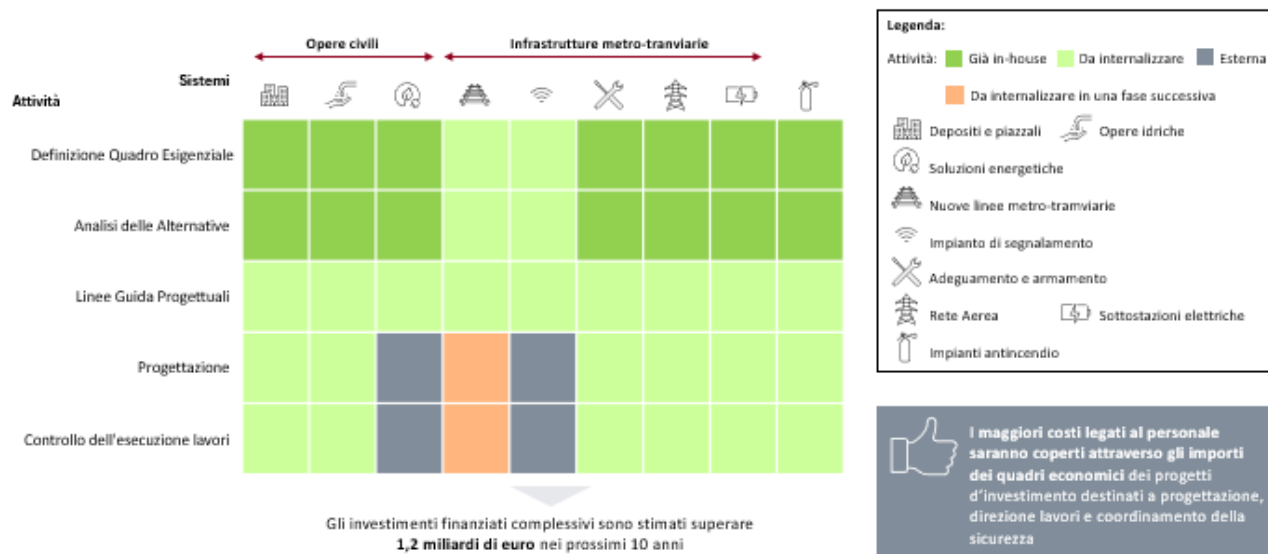 Opere civili
Infrastrutture metro-tranviarie
Sistemi
Attività
Definizione Quadro Esigenziale
Analisi delle Alternative
Linee Guida Progettuali
Progettazione
Controllo dell'esecuzione lavori
Gli investimenti finanziati complessivi sono stimati superare
1,2 miliardi di euro nei prossimi 10 anni
Legenda:
Attività: Già in-house Da internalizzare Esterna
Da internalizzare in una fase successiva
Depositi e piazzali Opere idriche
Soluzioni energetiche
Nuove linee metro-tramviarie
Impianto di segnalamento
Adeguamento e armamento
Rete Aerea Sottostazioni elettriche
Impianti antincendio
I maggiori costi legati al personale
saranno coperti attraverso gli importi
dei quadri economici dei progetti
d'investimento destinati a progettazione,
direzione lavori e coordinamento della
sicurezza